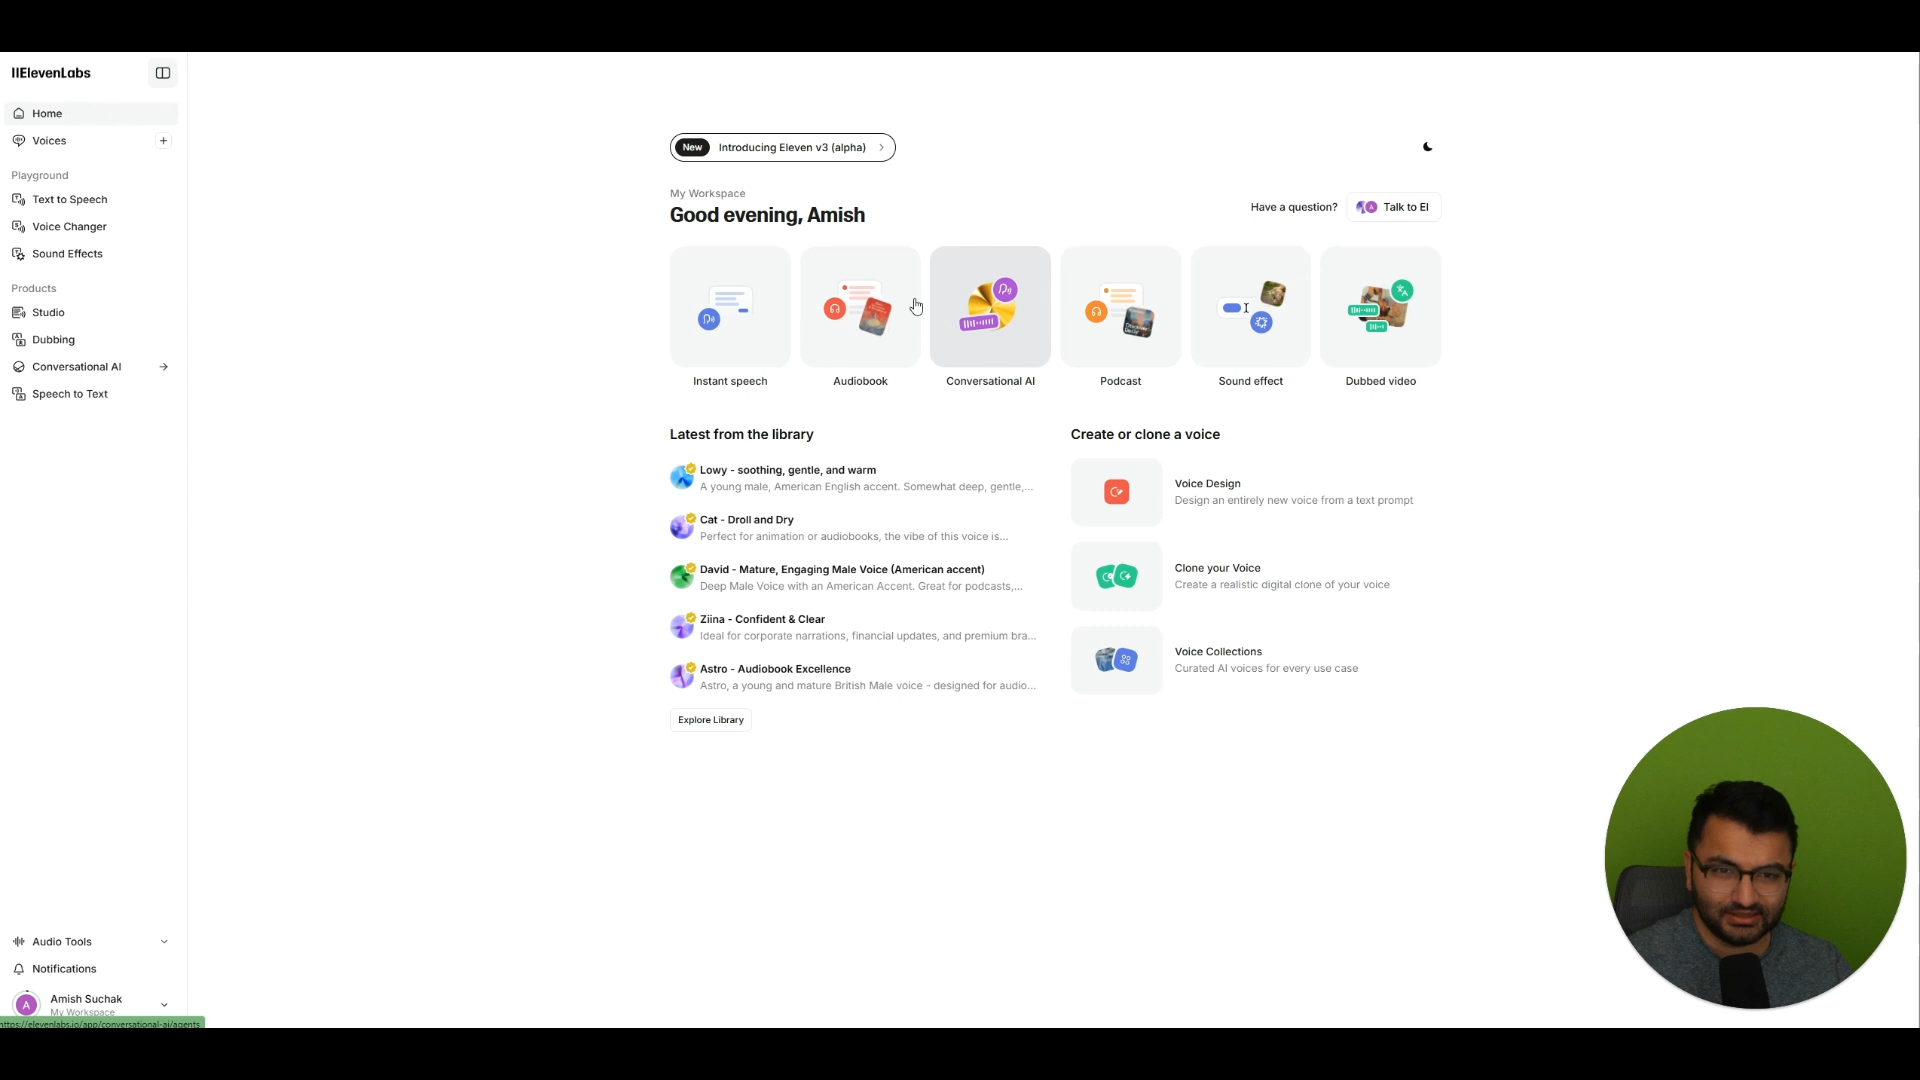 IIElevenLabs
Home
Voices
Playground
Text to Speech
Voice Changer
Sound Effects
Products
Studio
Dubbing
Conversational AI
Speech to Text
Audio Tools
Notifications
A
Amish Suchak
My Workspace
https://elevenlabs.io/app/conversational-ai/agents
New Introducing Eleven v3 (alpha)
My Workspace
Good evening, Amish
Have a question?
A Talk to El
Instant speech
Audiobook
Conversational AI
Podcast
Sound effect
Dubbed video
Latest from the library
Lowy - soothing, gentle, and warm
A young male, American English accent. Somewhat deep, gentle,...
Cat - Droll and Dry
Perfect for animation or audiobooks, the vibe of this voice is...
David - Mature, Engaging Male Voice (American accent)
Deep Male Voice with an American Accent. Great for podcasts,...
Ziina - Confident & Clear
Ideal for corporate narrations, financial updates, and premium bra...
Astro - Audiobook Excellence
Astro, a young and mature British Male voice - designed for audio...
Explore Library
Create or clone a voice
Voice Design
Design an entirely new voice from a text prompt
Clone your Voice
Create a realistic digital clone of your voice
Voice Collections
Curated AI voices for every use case